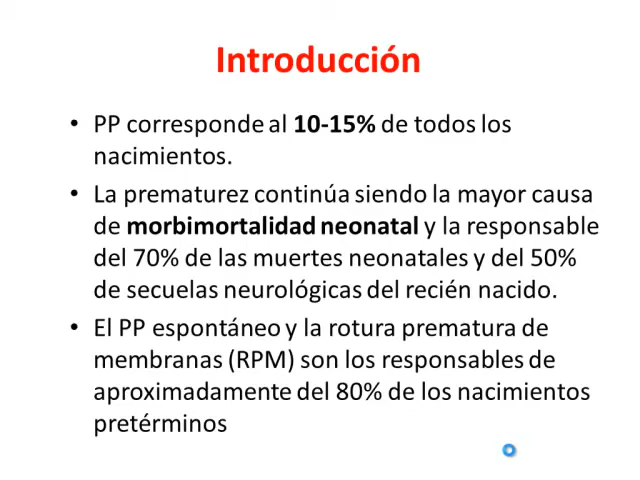 Introducción
• PP corresponde al 10-15% de todos los
nacimientos.
• La prematurez continúa siendo la mayor causa
de morbimortalidad neonatal y la responsable
del 70% de las muertes neonatales y del 50%
de secuelas neurológicas del recién nacido.
• El PP espontáneo y la rotura prematura de
membranas (RPM) son los responsables de
aproximadamente del 80% de los nacimientos
pretérminos